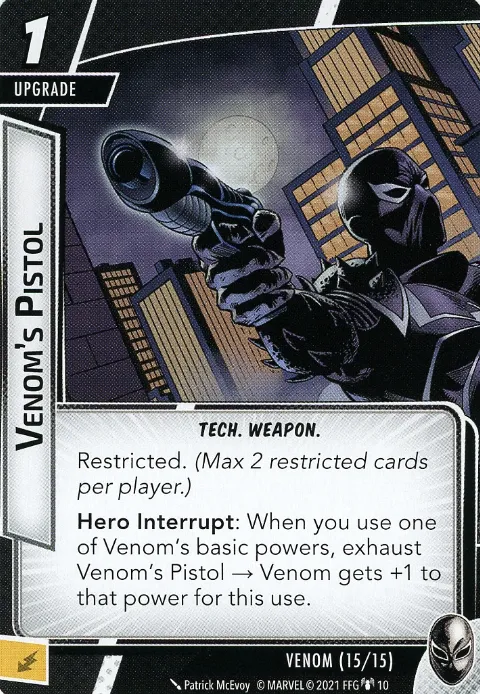 1
UPGRADE
VENOM'S PISTOL
TECH. WEAPON.
Restricted. (Max 2 restricted cards
per player.)
Hero Interrupt: When you use one
of Venom's basic powers, exhaust
Venom's Pistol → Venom gets +1 to
that power for this use.
VENOM (15/15)
Patrick McEvoy © MARVEL © 2021 FFG 10